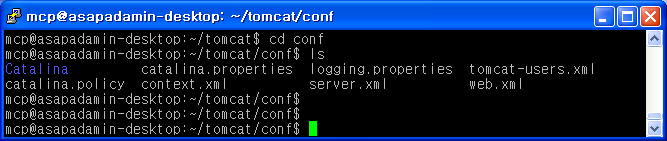 mcp@asapadamin-desktop: ~/tomcat/conf
mcp@asapadamin-desktop:~/tomcat$ cd conf
mcp@asapadamin-desktop:~/tomcat/conf$ ls
Catalina         catalina.properties  logging.properties  tomcat-users.xml
catalina.policy  context.xml          server.xml          web.xml
mcp@asapadamin-desktop:~/tomcat/conf$
mcp@asapadamin-desktop:~/tomcat/conf$
mcp@asapadamin-desktop:~/tomcat/conf$